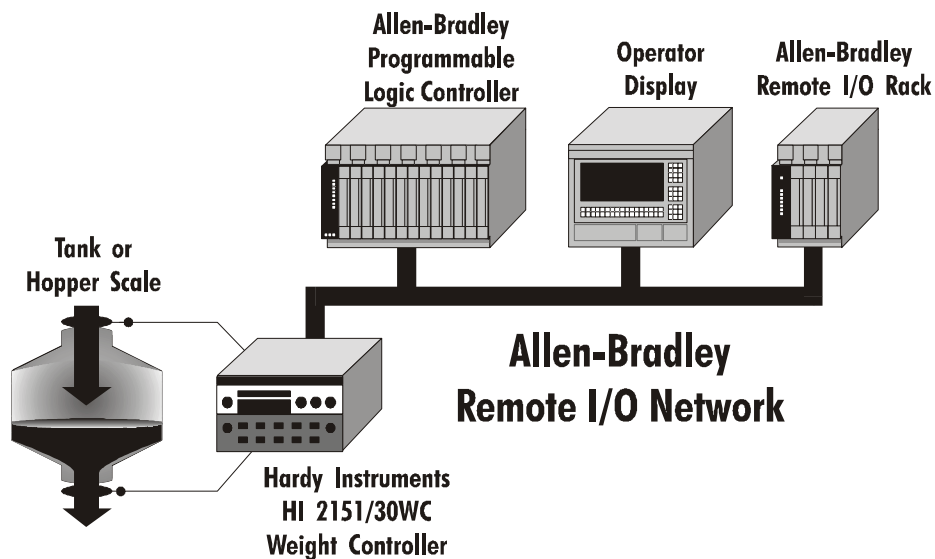 Allen-Bradley
Programmable
Logic Controller
Operator
Display
Allen-Bradley
Remote I/O Rack
Tank or
Hopper Scale
Allen-Bradley
Remote I/O Network
Hardy Instruments
HI 2151/30WC
Weight Controller